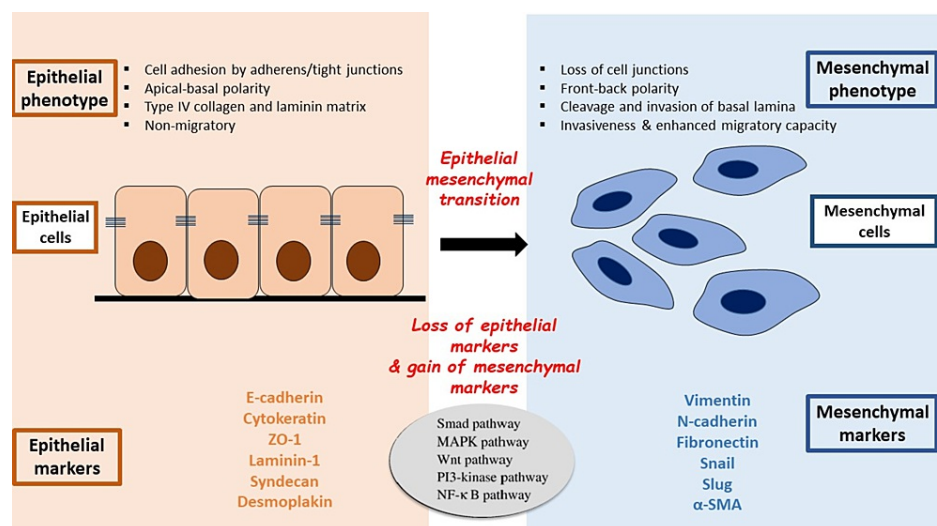 Epithelial
phenotype
▪ Cell adhesion by adherens/tight junctions
▪ Apical-basal polarity
▪ Type IV collagen and laminin matrix
▪ Non-migratory
▪ Loss of cell junctions
▪ Front-back polarity
▪ Cleavage and invasion of basal lamina
▪ Invasiveness & enhanced migratory capacity
Mesenchymal
phenotype
Epithelial
cells
Epithelial
mesenchymal
transition
Mesenchymal
cells
Loss of epithelial
markers
& gain of mesenchymal
markers
Epithelial
markers
E-cadherin
Cytokeratin
ZO-1
Laminin-1
Syndecan
Desmoplakin
Smad pathway
MAPK pathway
Wnt pathway
PI3-kinase pathway
NF-κ B pathway
Vimentin
N-cadherin
Fibronectin
Snail
Slug
α-SMA
Mesenchymal
markers